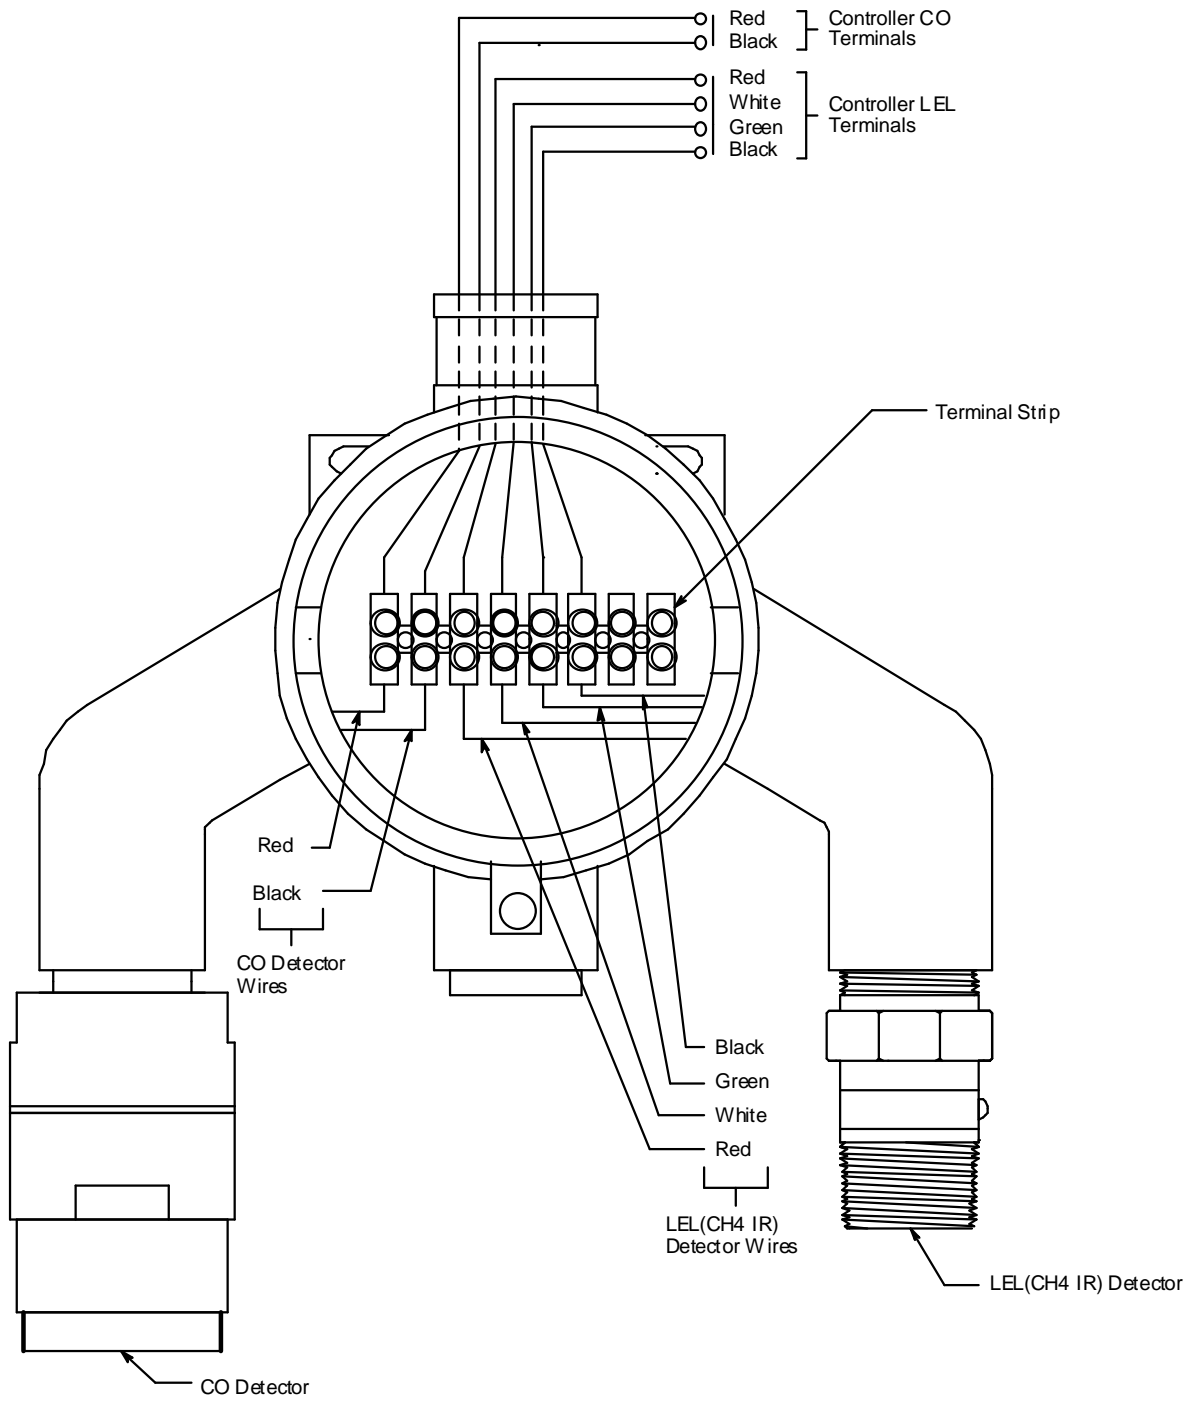 Red
Black
Controller CO
Terminals
Red
White
Green
Black
Controller LEL
Terminals
Terminal Strip
Red
Black
CO Detector
Wires
Black
Green
White
Red
LEL(CH4 IR)
Detector Wires
LEL(CH4 IR) Detector
CO Detector